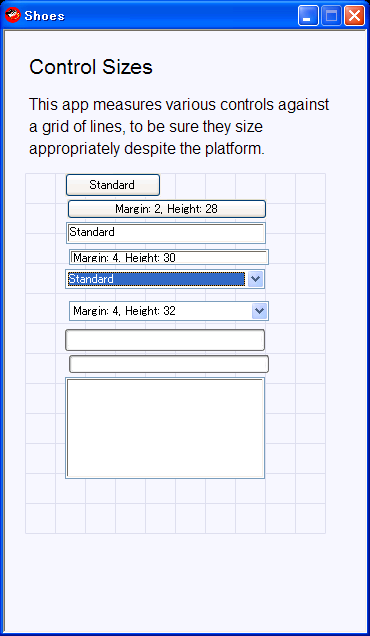 Shoes
Control Sizes
This app measures various controls against
a grid of lines, to be sure they size
appropriately despite the platform.
Standard
Margin: 2, Height: 28
Standard
Margin: 4, Height: 30
Standard
Margin: 4, Height: 32